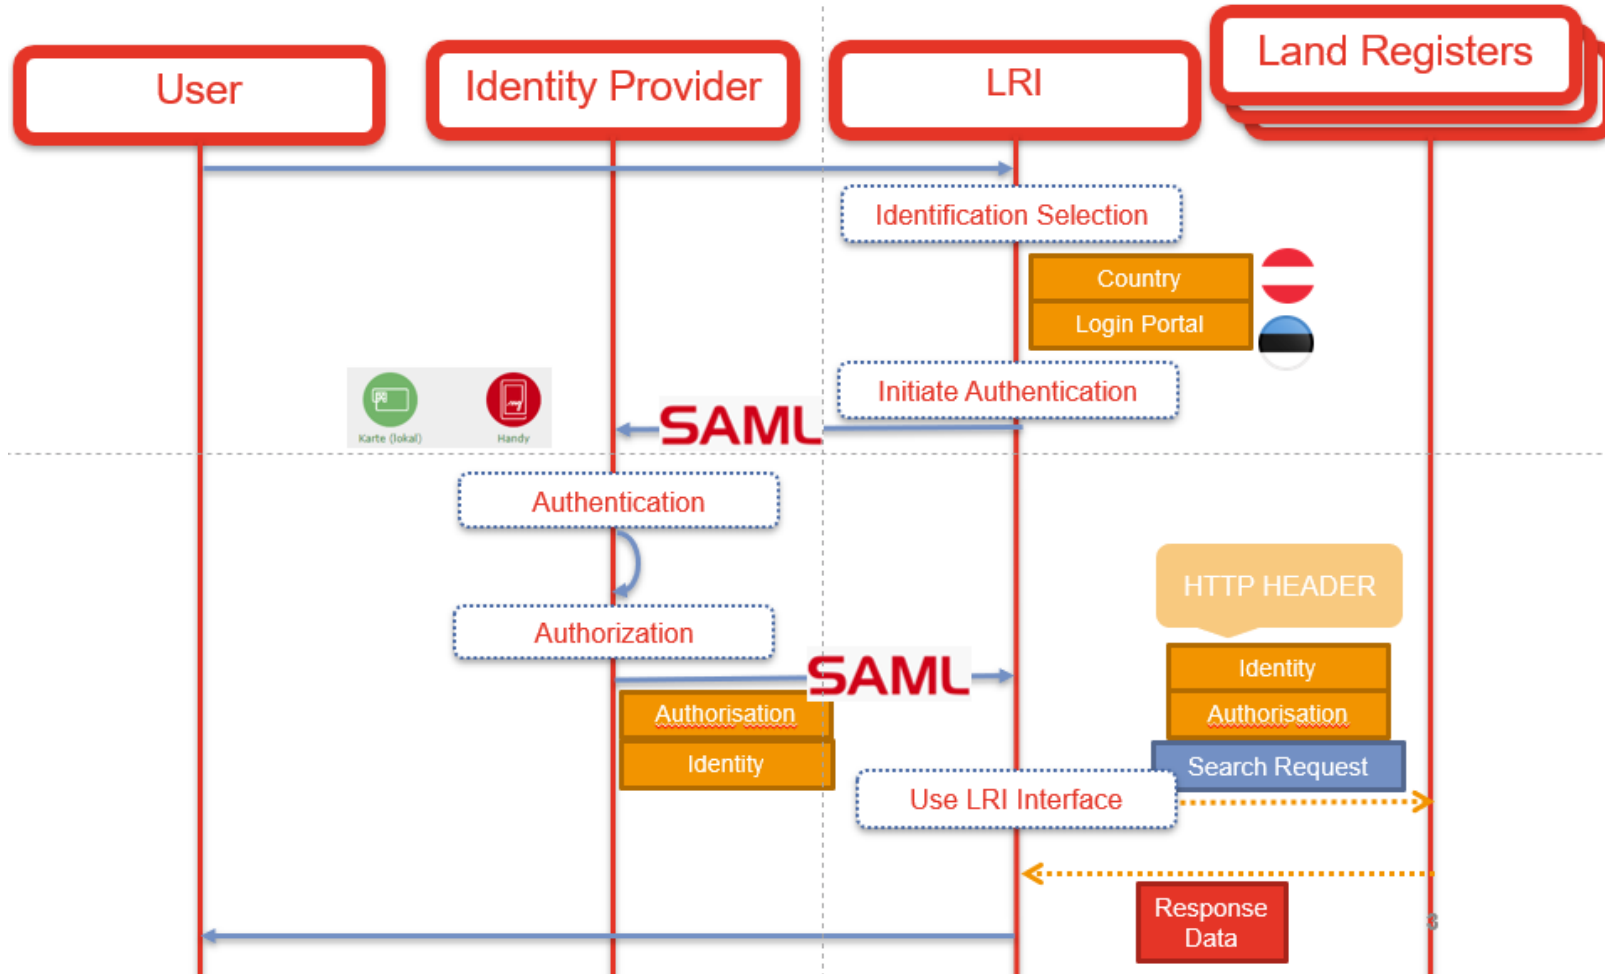 User
Identity Provider
LRI
Land Registers
Identification Selection
Country
Login Portal
Initiate Authentication
Karte (lokal)
Handy
SAML
Authentication
HTTP HEADER
Authorization
SAML
Identity
Authorisation
Authorisation
Identity
Search Request
Use LRI Interface
Response
Data
3